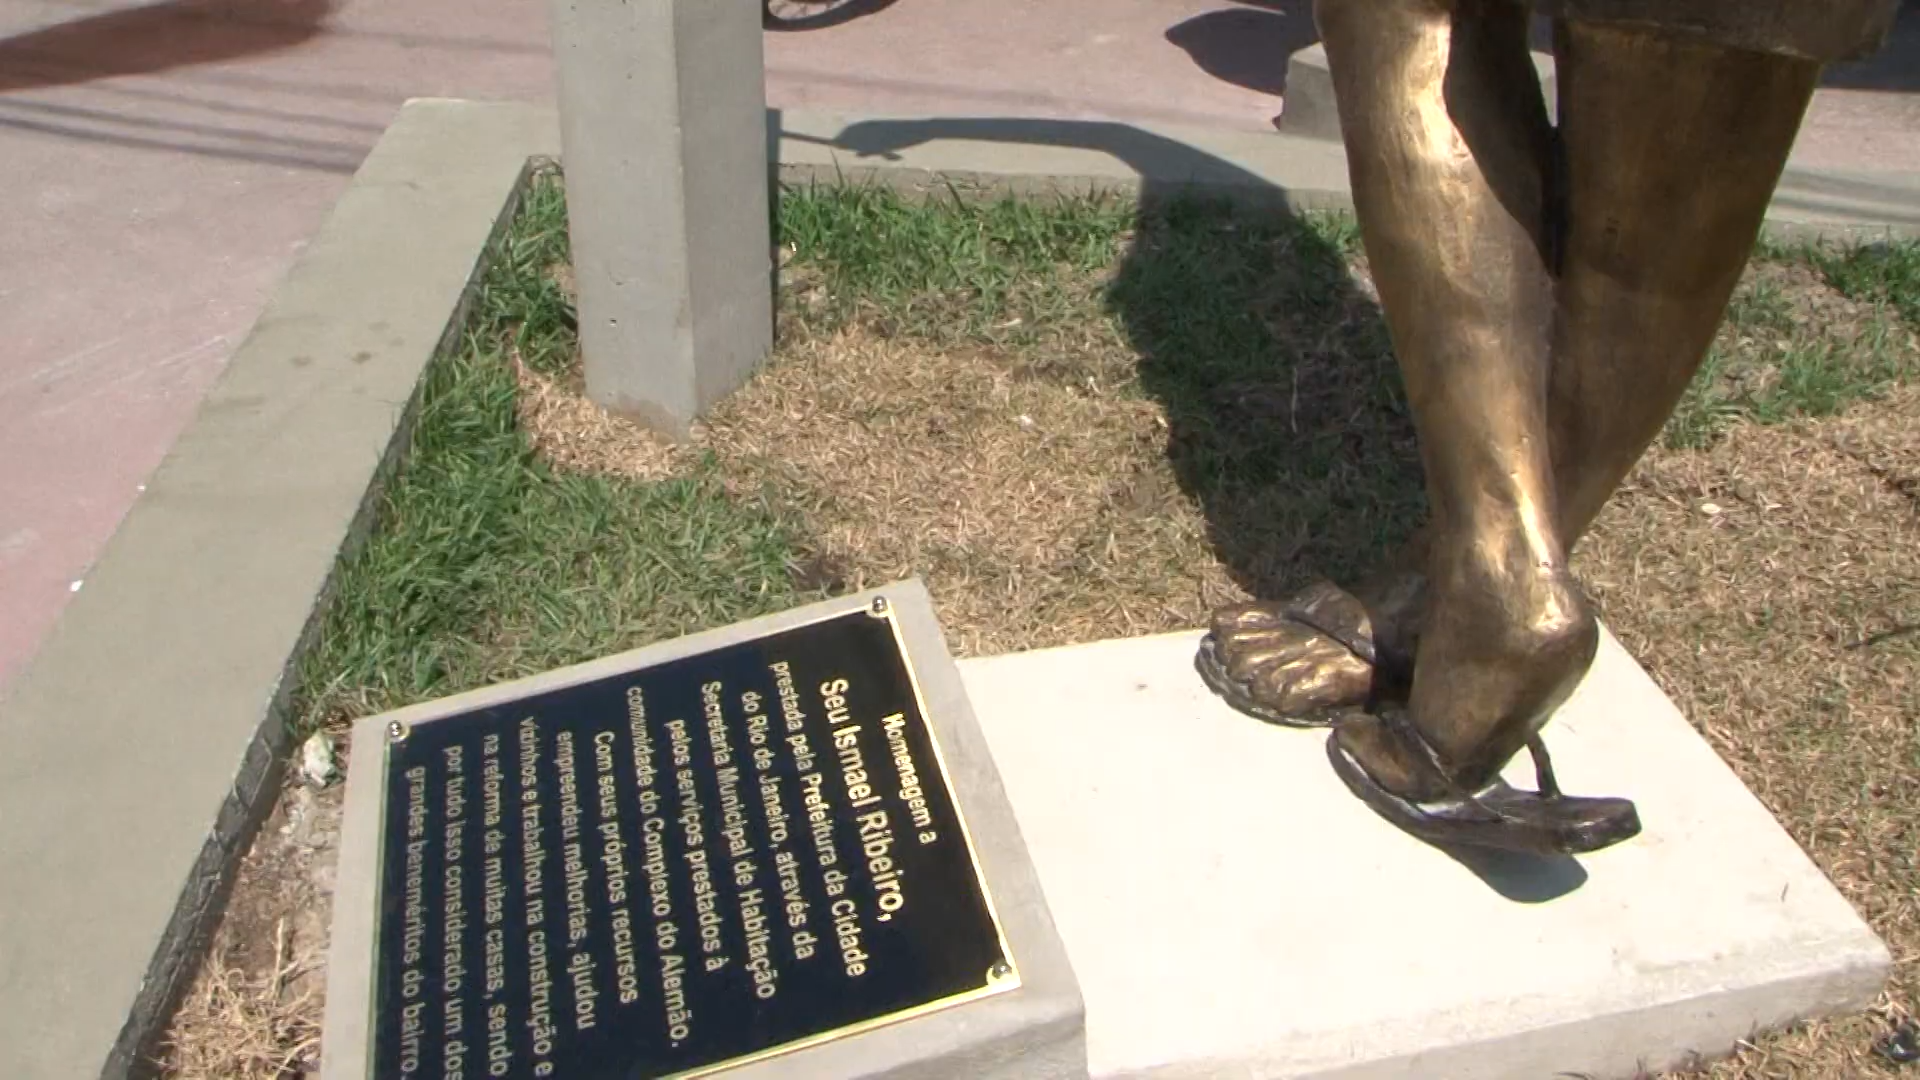 Homenagem a
Seu Ismael Ribeiro,
prestada pela Prefeitura da Cidade
do Rio de Janeiro, através da
Secretaria Municipal de Habitação
pelos serviços prestados à
comunidade do Complexo do Alemão.
Com seus próprios recursos
empreendeu melhorias, ajudou
vizinhos e trabalhou na construção e
na reforma de muitas casas, sendo
por tudo isso considerado um dos
grandes beneméritos do bairro.